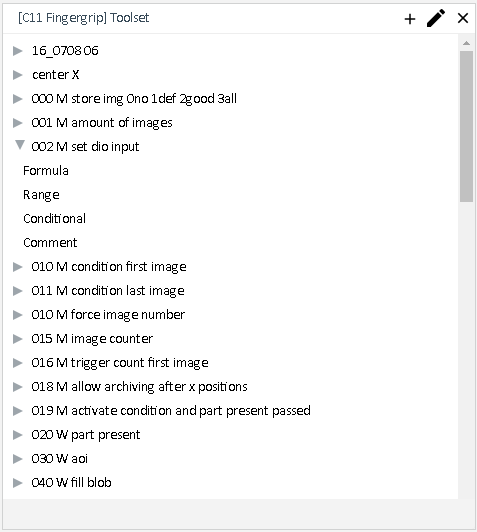 [C11 Fingergrip] Toolset
16_0708 06
center X
000 M store img 0no 1def 2good 3all
001 M amount of images
002 M set dio input
Formula
Range
Conditional
Comment
010 M condition first image
011 M condition last image
010 M force image number
015 M image counter
016 M trigger count first image
018 M allow archiving after x positions
019 M activate condition and part present passed
020 W part present
030 W aoi
040 W fill blob